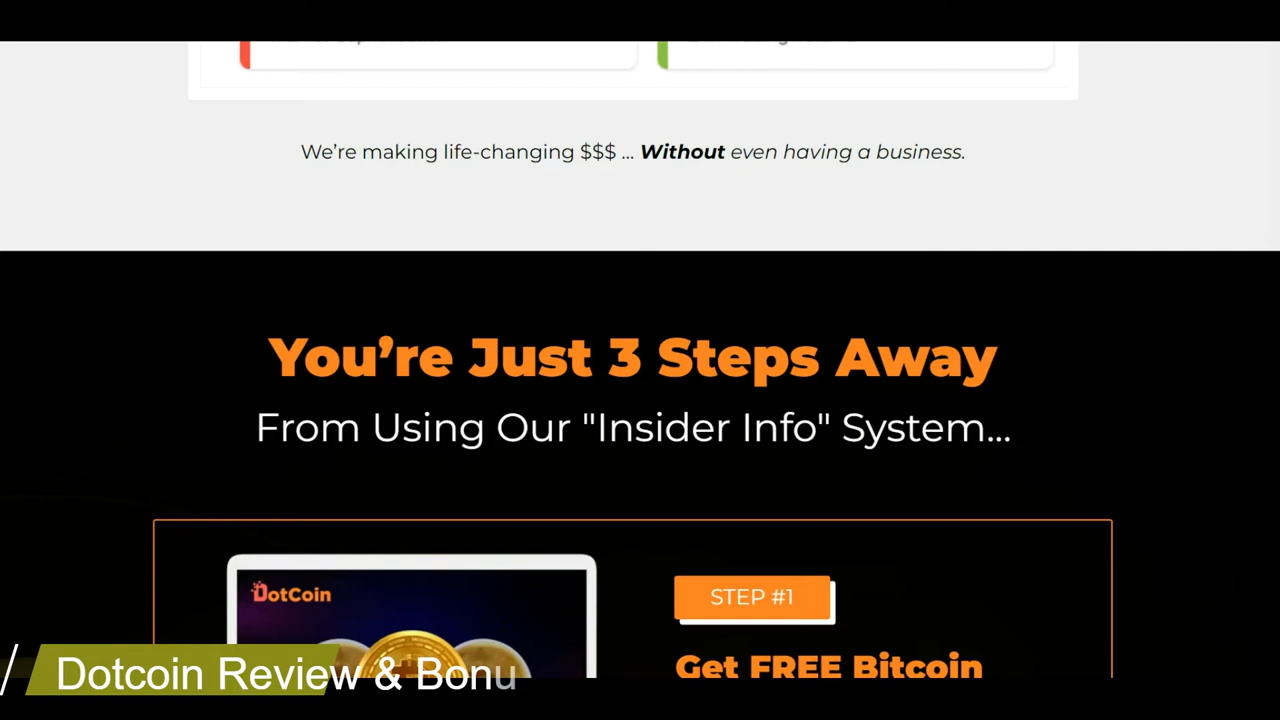 We’re making life-changing $$$ ... Without even having a business.
You’re Just 3 Steps Away
From Using Our "Insider Info" System...
DotCoin
STEP #1
Get FREE Bitcoin
Dotcoin Review & Bonu